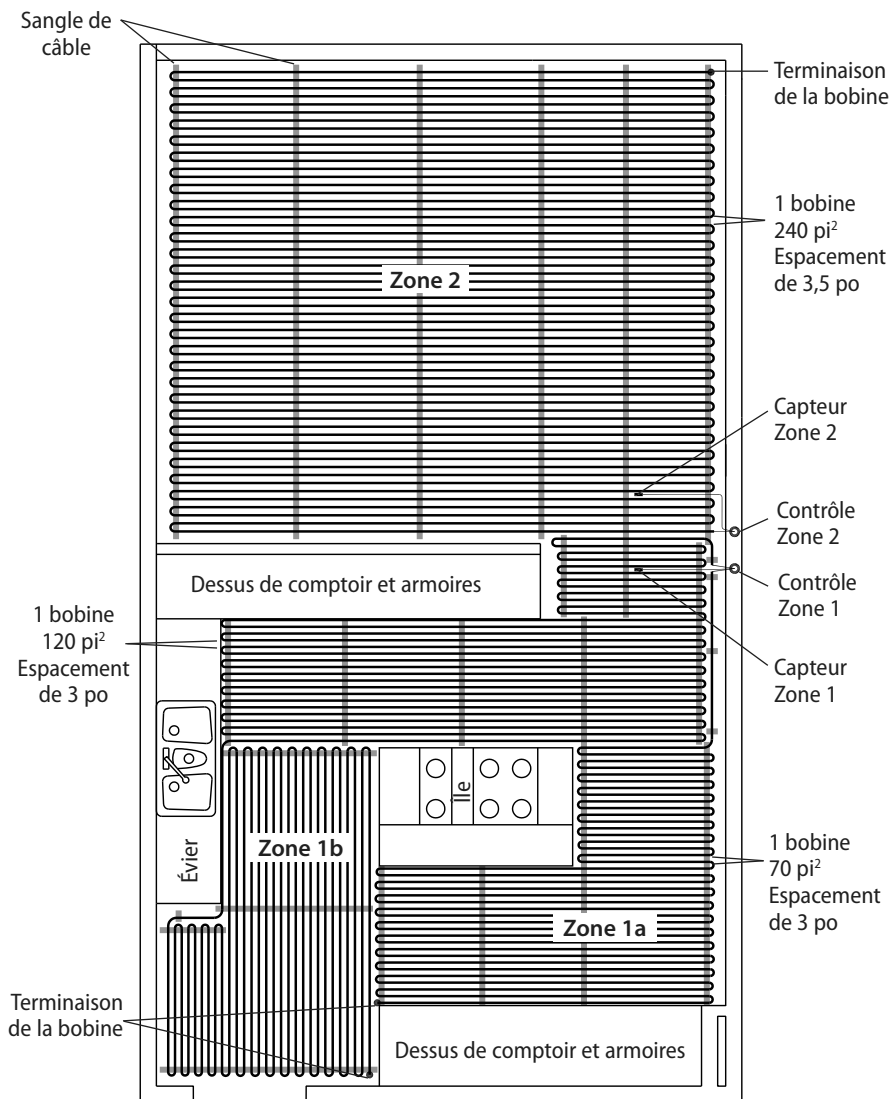 Sangle de
câble
Terminaison
de la bobine
1 bobine
240 pi²
Espacement
de 3,5 po
Zone 2
Capteur
Zone 2
Contrôle
Zone 2
Dessus de comptoir et armoires
Contrôle
Zone 1
1 bobine
120 pi²
Espacement
de 3 po
Capteur
Zone 1
Île
Évier
Zone 1b
1 bobine
70 pi²
Espacement
de 3 po
Zone 1a
Terminaison
de la bobine
Dessus de comptoir et armoires